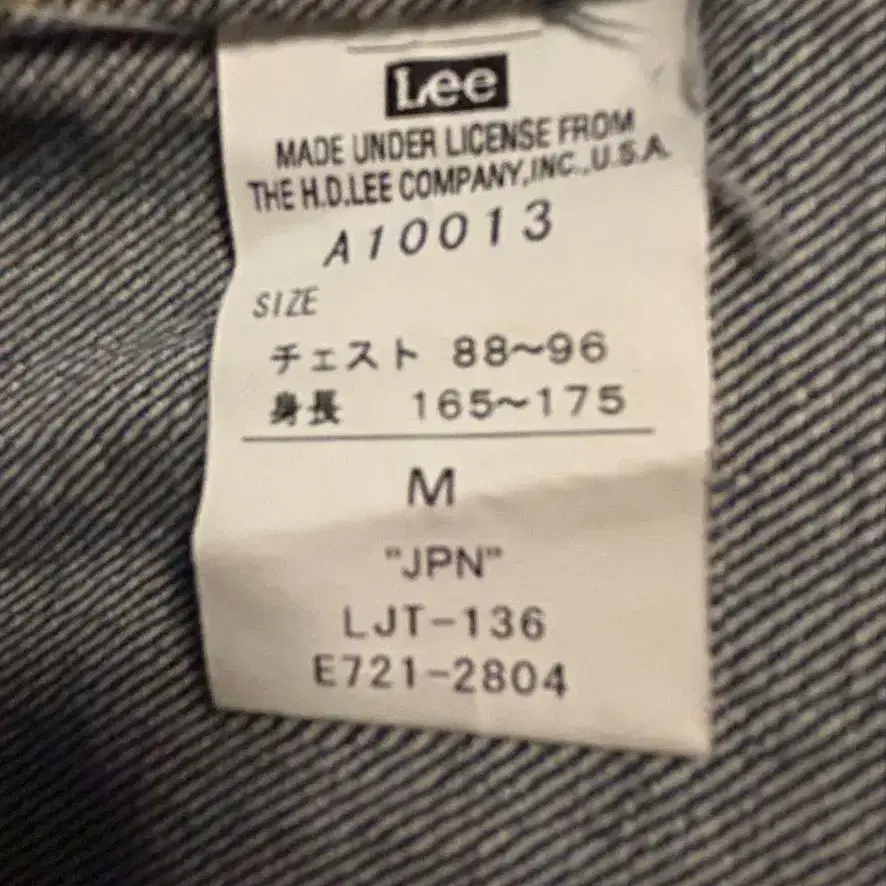 Lee
MADE UNDER LICENSE FROM
THE H.D.LEE COMPANY,INC.,U.S.A.
A10013
SIZE
チェスト 88~96
身長 165~175
M
"JPN"
LJT-136
E721-2804